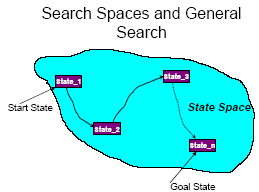 Search Spaces and General
Search
State_1
State_3
Start State
State Space
State_2
State_n
Goal State